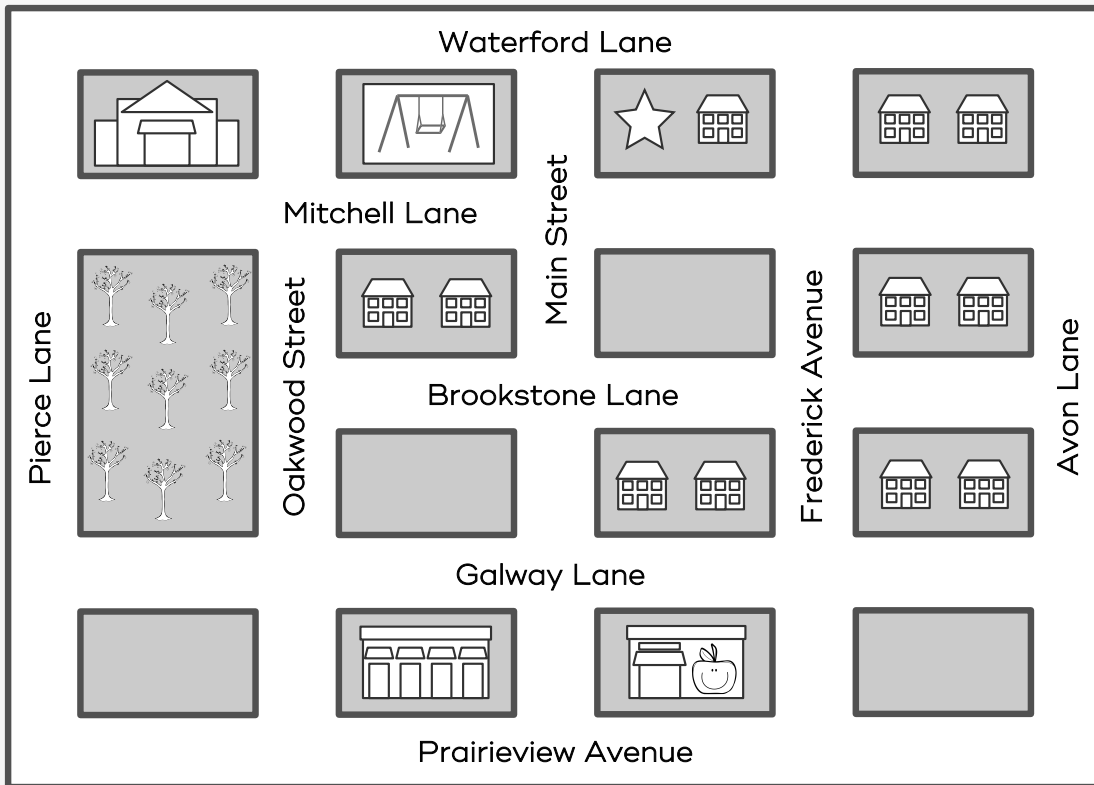 Waterford Lane
Mitchell Lane
Main Street
Pierce Lane
Oakwood Street
Brookstone Lane
Frederick Avenue
Avon Lane
Galway Lane
Prairieview Avenue